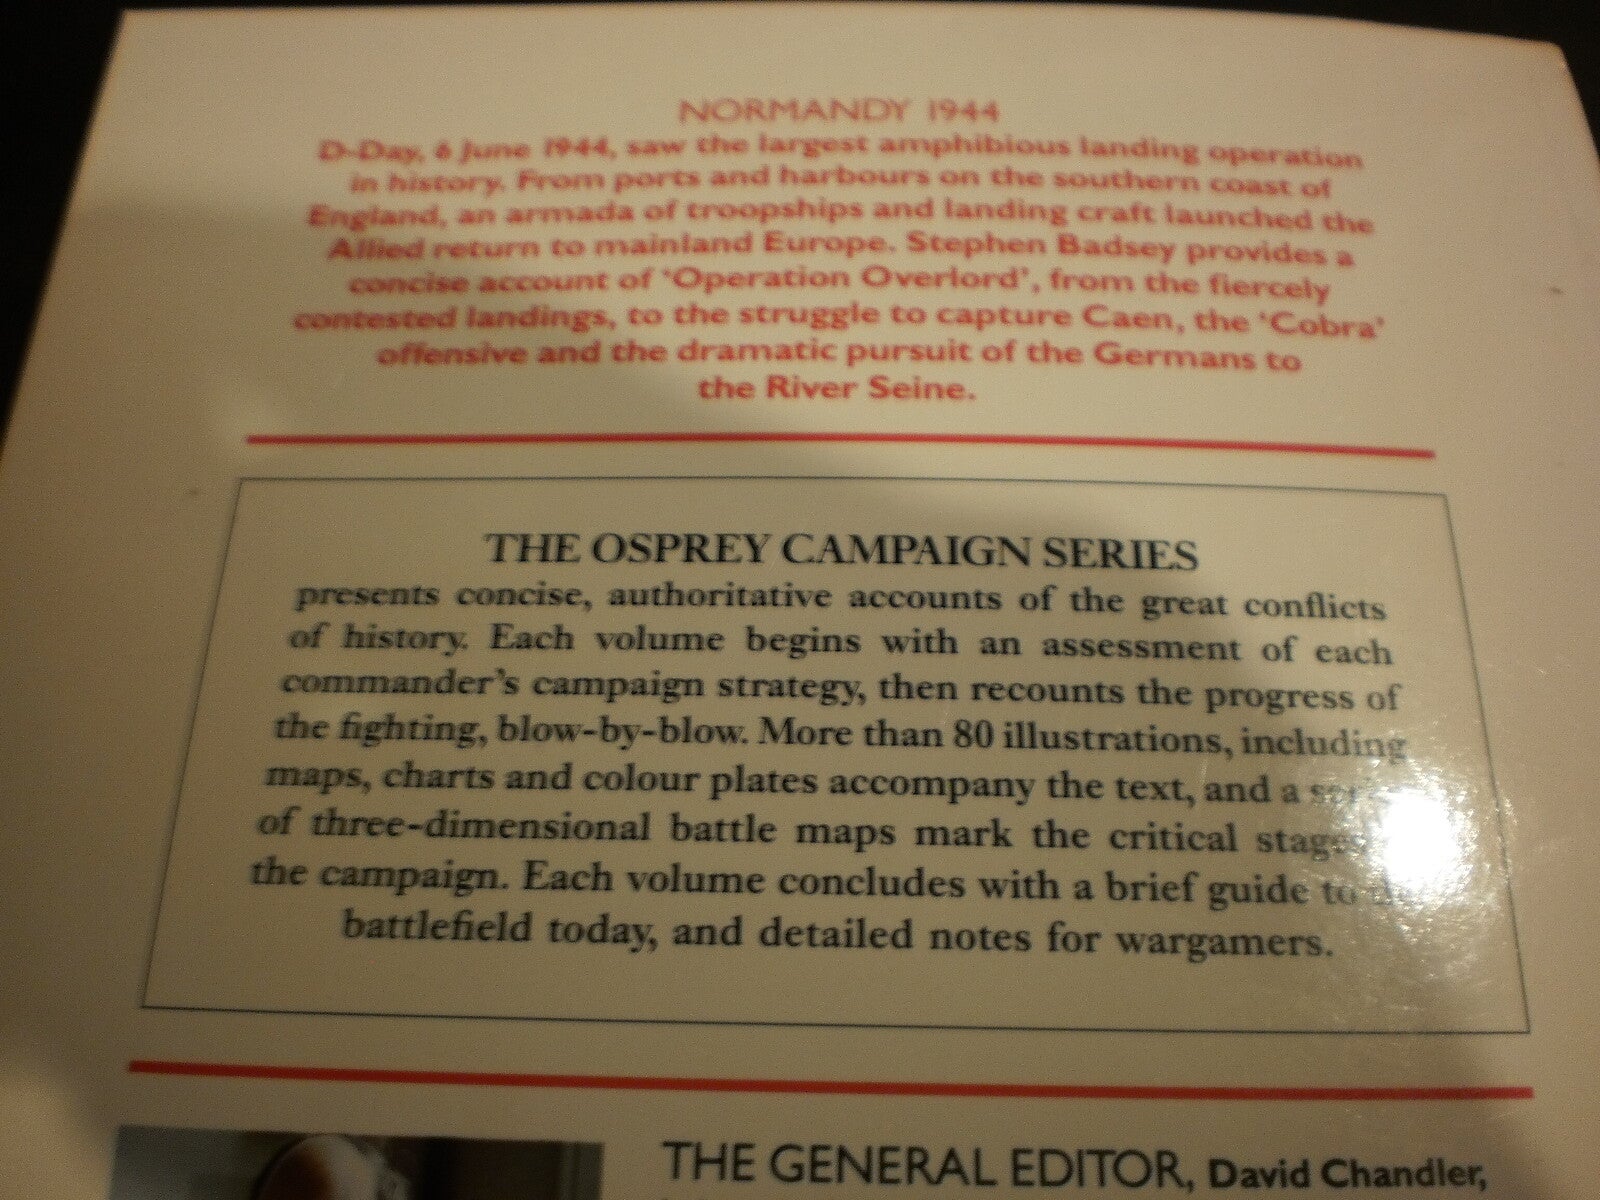 NORMANDY 1944
D-Day, 6 June 1944, saw the largest amphibious landing operation
in history. From ports and harbours on the southern coast of
England, an armada of troopships and landing craft launched the
Allied return to mainland Europe. Stephen Badsey provides a
concise account of 'Operation Overlord', from the fiercely
contested landings, to the struggle to capture Caen, the 'Cobra'
offensive and the dramatic pursuit of the Germans to
the River Seine.
THE OSPREY CAMPAIGN SERIES
presents concise, authoritative accounts of the great conflicts
of history. Each volume begins with an assessment of each
commander's campaign strategy, then recounts the progress of
the fighting, blow-by-blow. More than 80 illustrations, including
maps, charts and colour plates accompany the text, and a
of three-dimensional battle maps mark the critical stages
the campaign. Each volume concludes with a brief guide to
battlefield today, and detailed notes for wargamers.
THE GENERAL EDITOR, David Chandler,